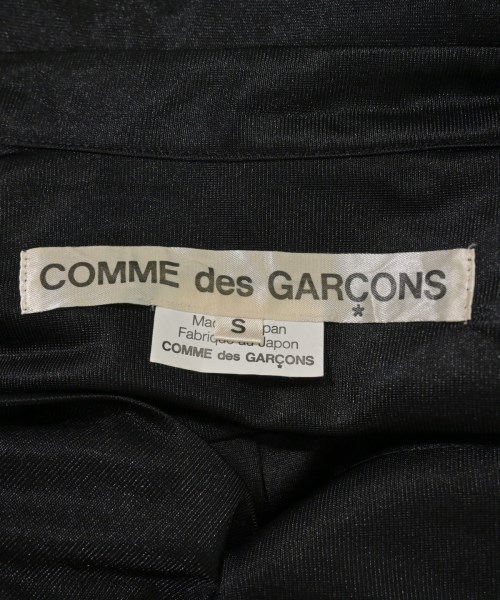 COMME des GARÇONS
*
S
Fabriqué au Japon
COMME des GARÇONS
*